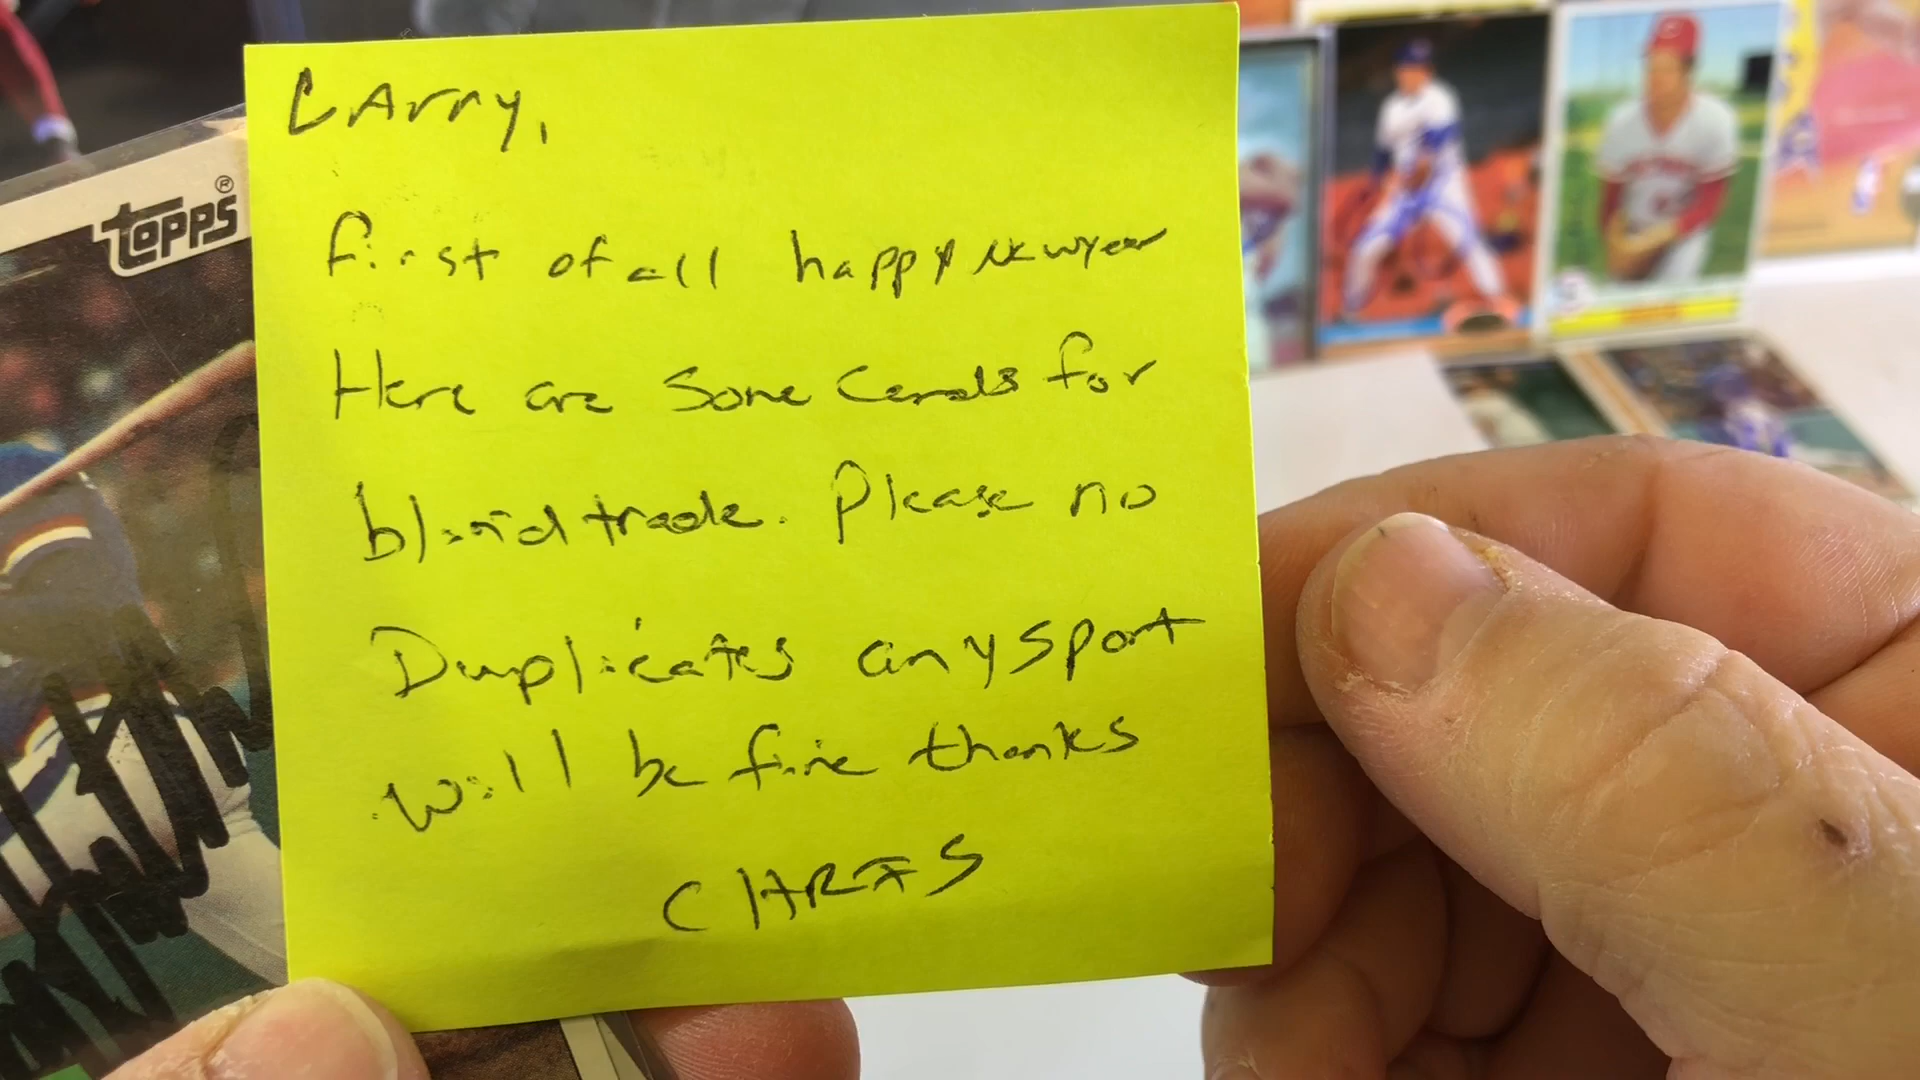 LArry,
first of all happy New year
Here are Some Cards for
blind trade. Please no
Duplicates any sport
will be fine thanks
CHRIS
TOPPS®